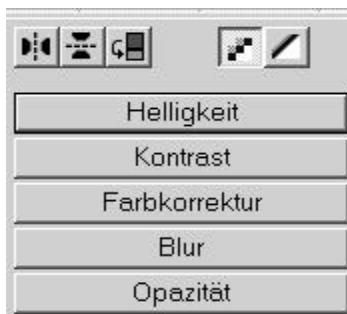 Helligkeit
Kontrast
Farbkorrektur
Blur
Opazität